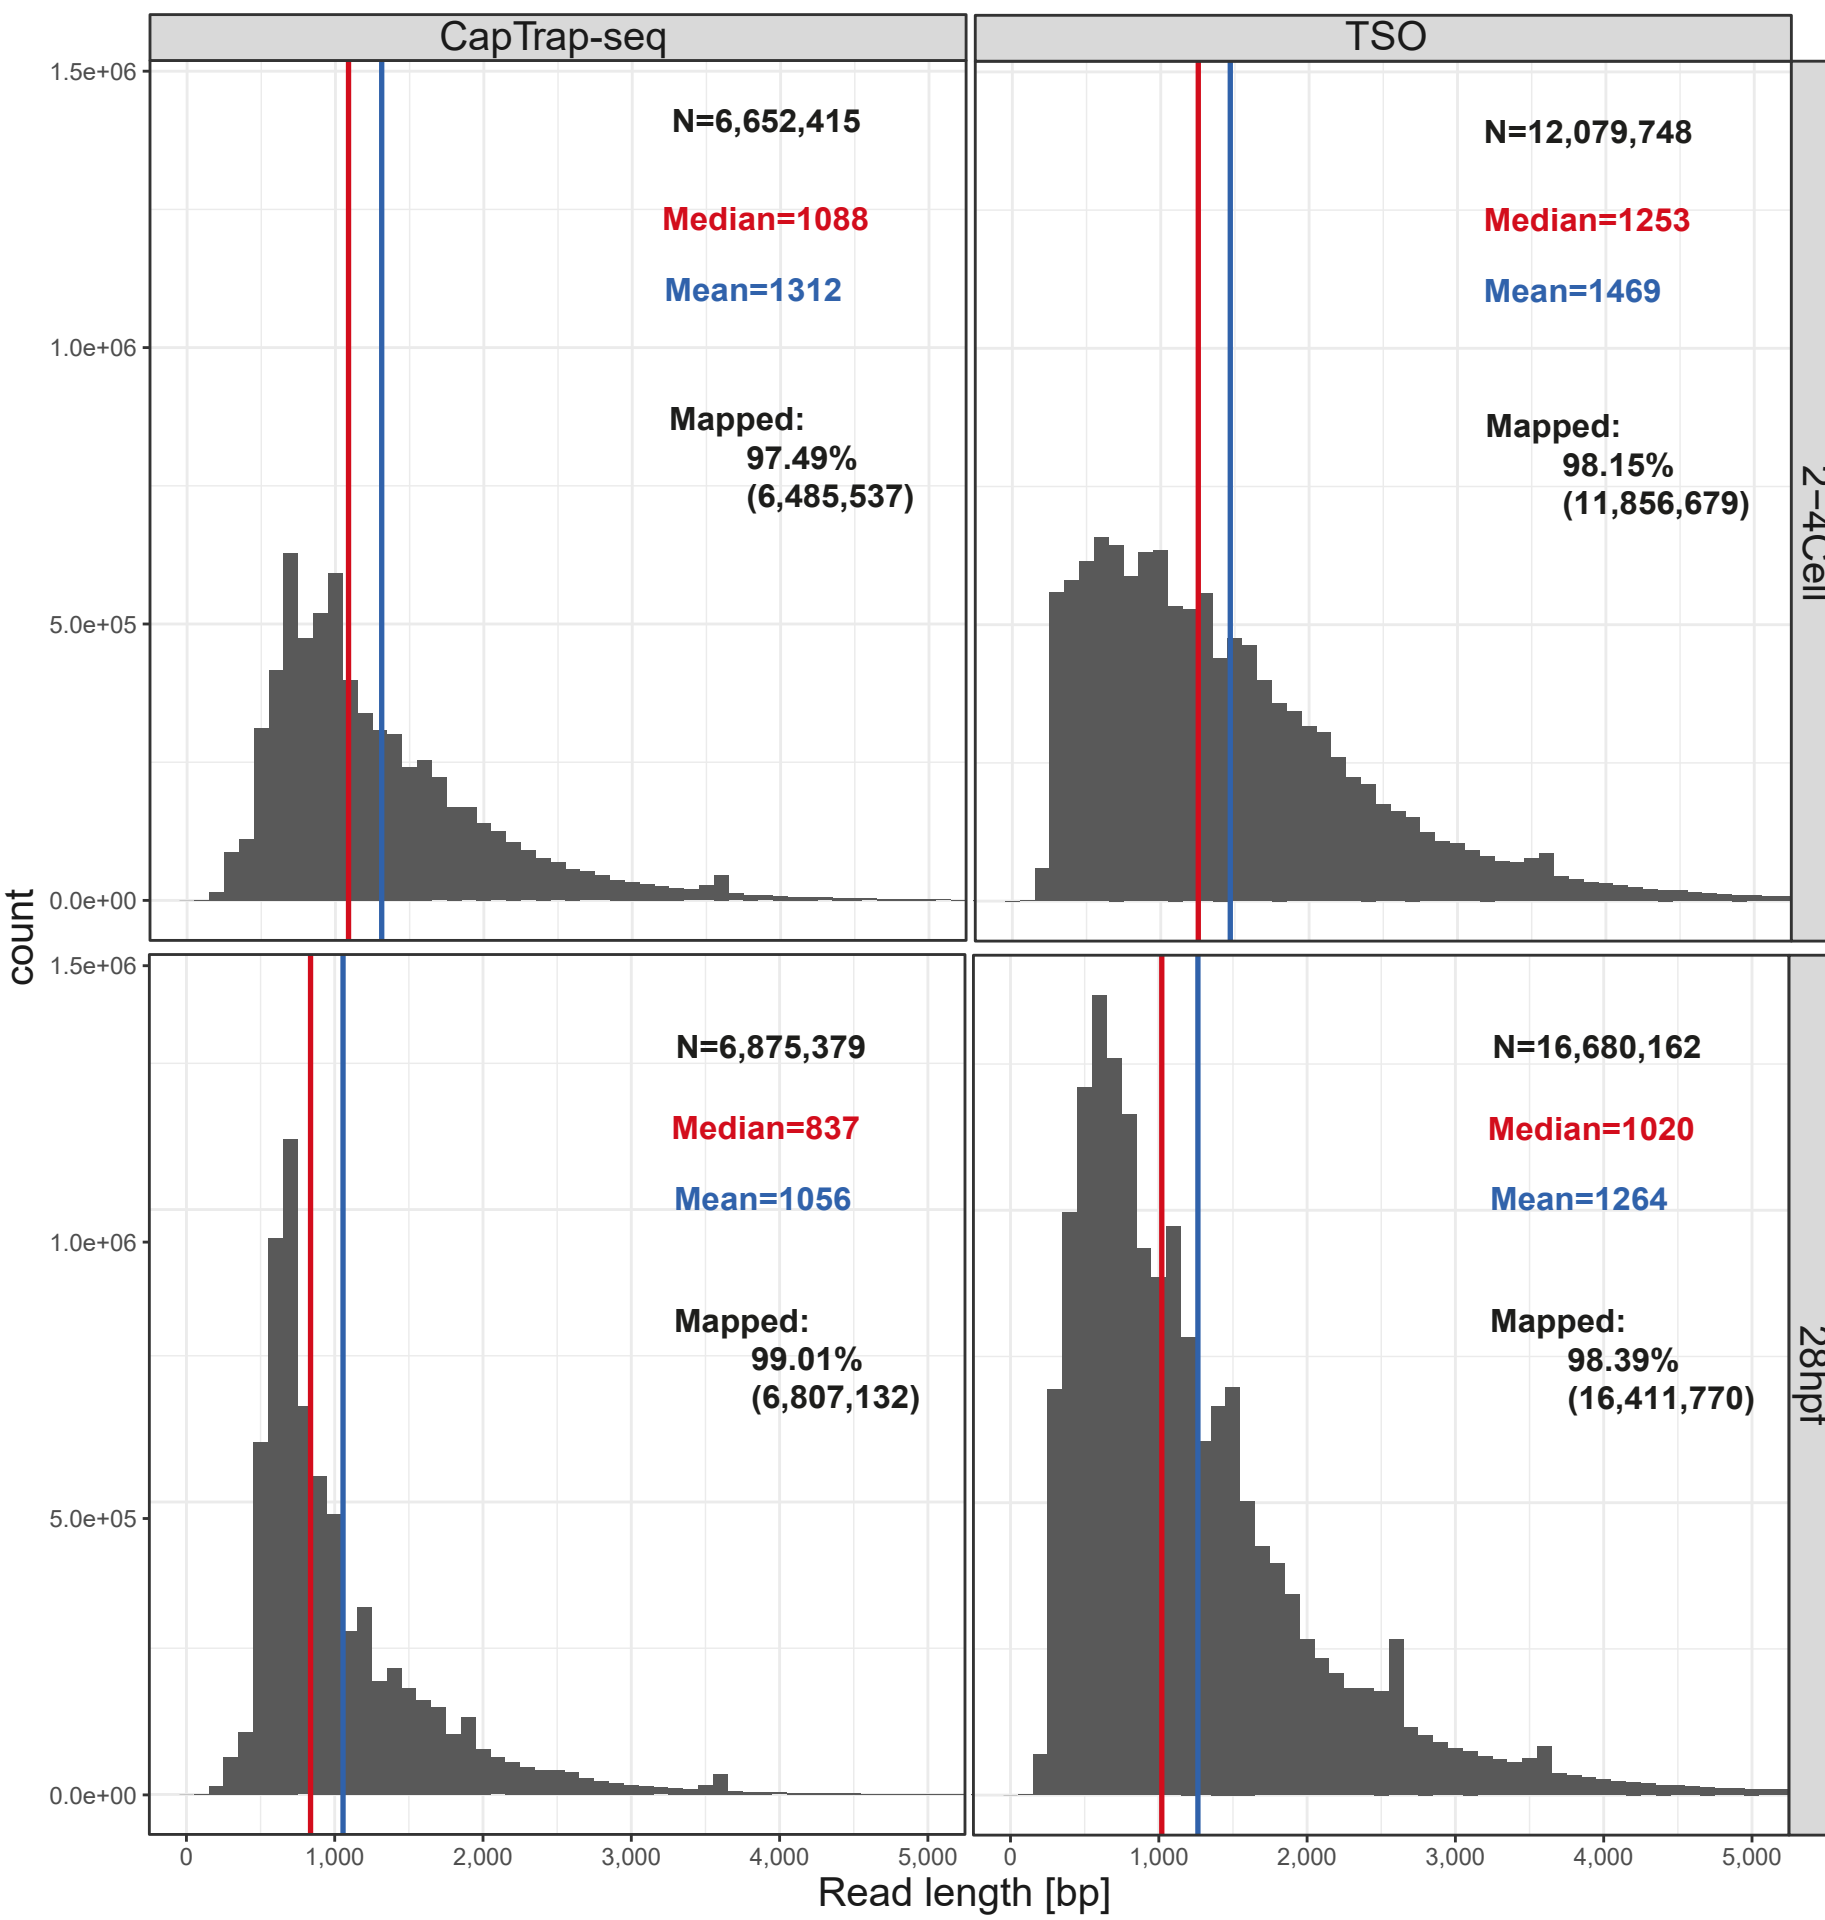 CapTrap-seq
TSO
1.5e+06
1.0e+06
5.0e+05
0.0e+00
N=6,652,415
Median=1088
Mean=1312
Mapped:
97.49%
(6,485,537)
N=12,079,748
Median=1253
Mean=1469
Mapped:
98.15%
(11,856,679)
2−4Cell
count
1.5e+06
1.0e+06
5.0e+05
0.0e+00
N=6,875,379
Median=837
Mean=1056
Mapped:
99.01%
(6,807,132)
N=16,680,162
Median=1020
Mean=1264
Mapped:
98.39%
(16,411,770)
28hpf
0 1,000 2,000 3,000 4,000 5,000
0 1,000 2,000 3,000 4,000 5,000
Read length [bp]